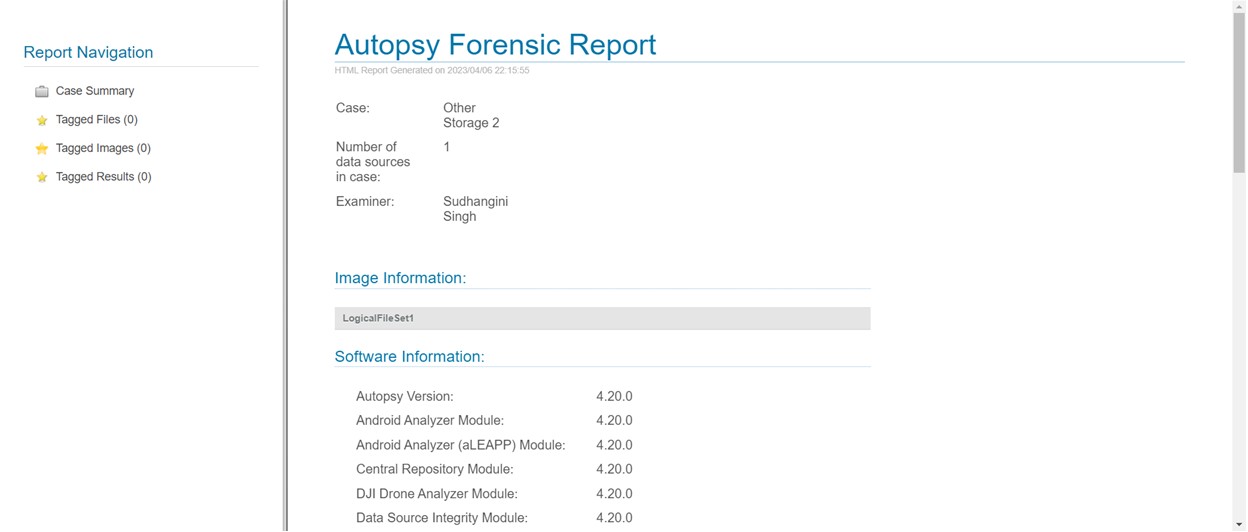 Report Navigation
Case Summary
Tagged Files (0)
Tagged Images (0)
Tagged Results (0)
Autopsy Forensic Report
HTML Report Generated on 2023/04/06 22:15:55
Case: Other
Storage 2
Number of 1
data sources
in case:
Examiner: Sudhangini
Singh
Image Information:
LogicalFileSet1
Software Information:
Autopsy Version: 4.20.0
Android Analyzer Module: 4.20.0
Android Analyzer (aLEAPP) Module: 4.20.0
Central Repository Module: 4.20.0
DJI Drone Analyzer Module: 4.20.0
Data Source Integrity Module: 4.20.0